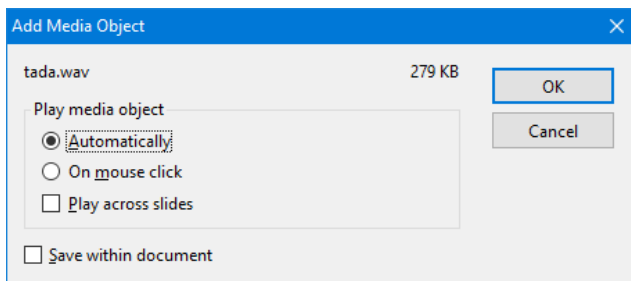 Add Media Object
tada.wav 279 KB
OK
Play media object
Automatically
Cancel
On mouse click
Play across slides
Save within document